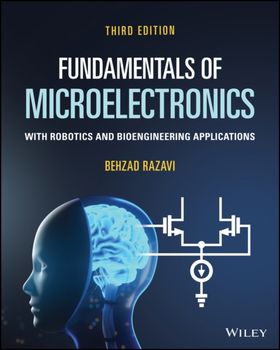 THIRD EDITION
FUNDAMENTALS OF
MICROELECTRONICS
WITH ROBOTICS AND BIOENGINEERING APPLICATIONS
BEHZAD RAZAVI
WILEY